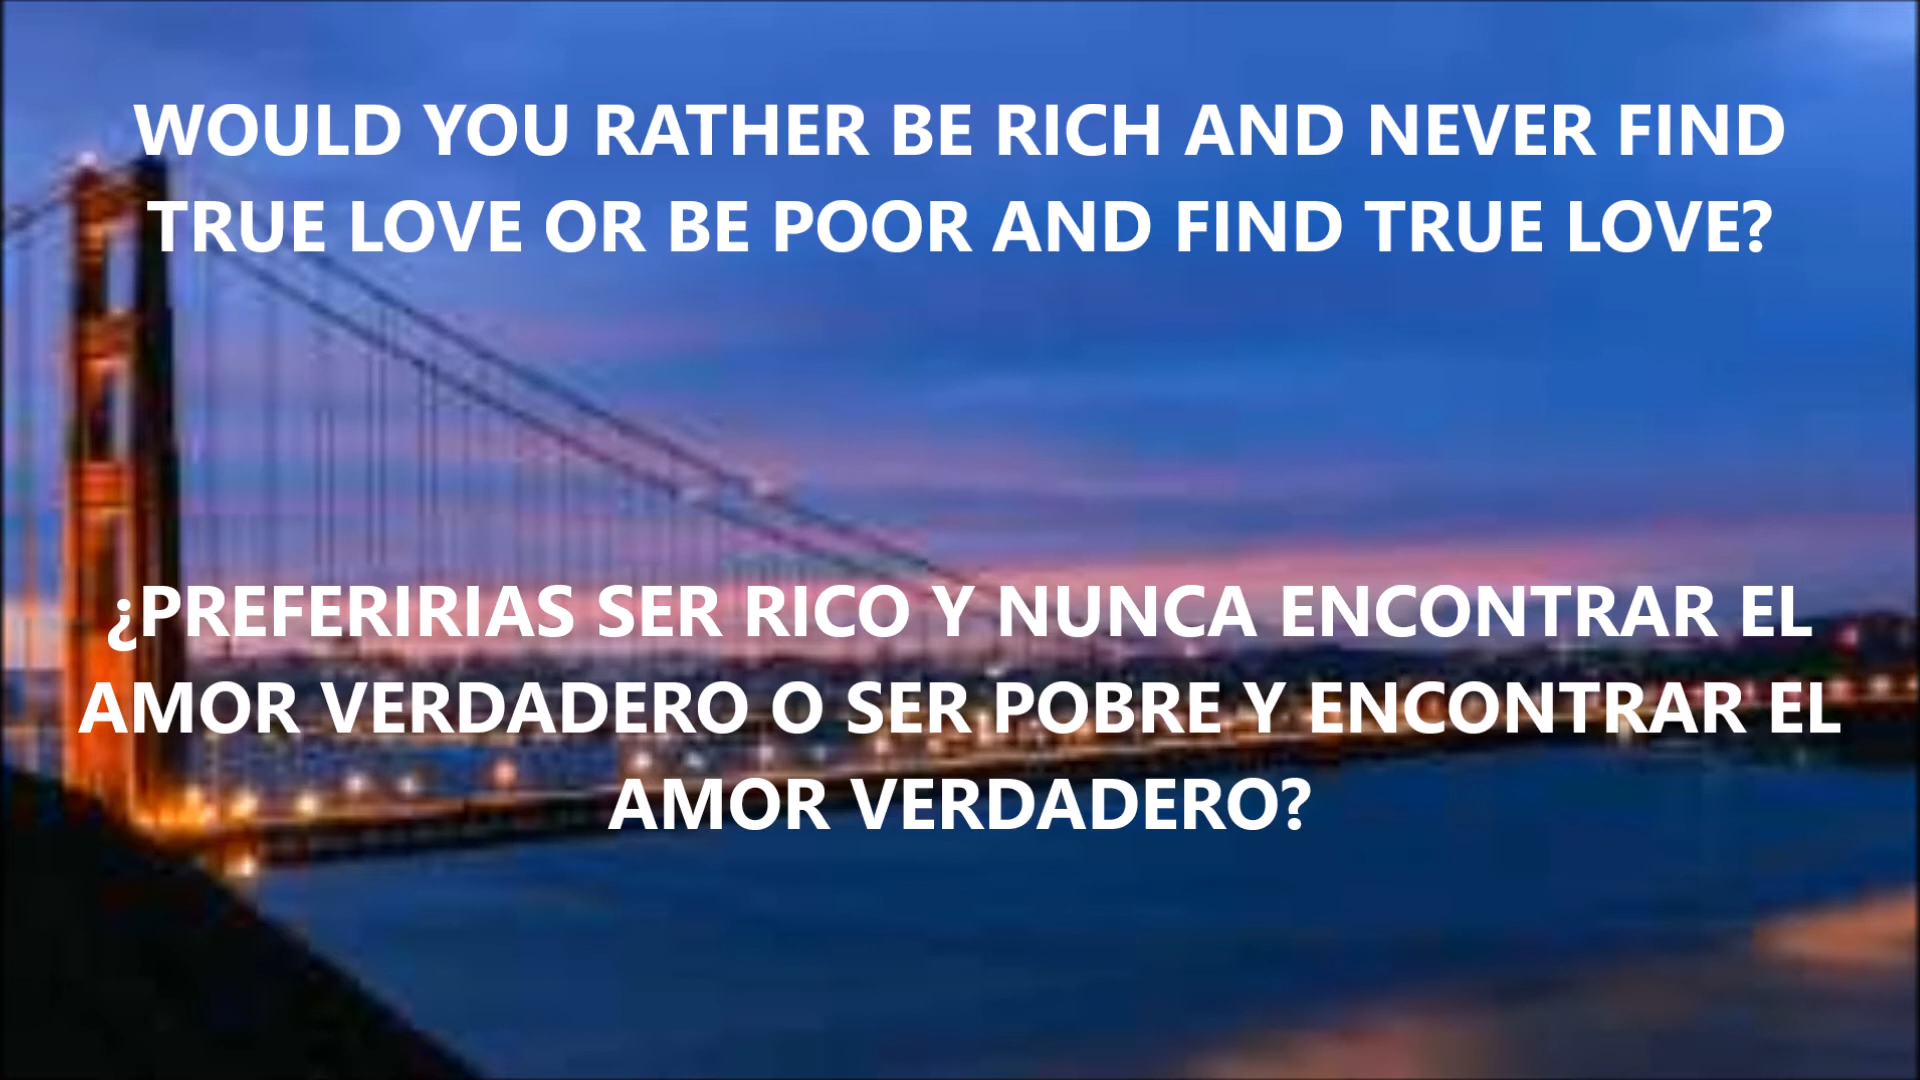 WOULD YOU RATHER BE RICH AND NEVER FIND
TRUE LOVE OR BE POOR AND FIND TRUE LOVE?
¿PREFERIRIAS SER RICO Y NUNCA ENCONTRAR EL
AMOR VERDADERO O SER POBRE Y ENCONTRAR EL
AMOR VERDADERO?